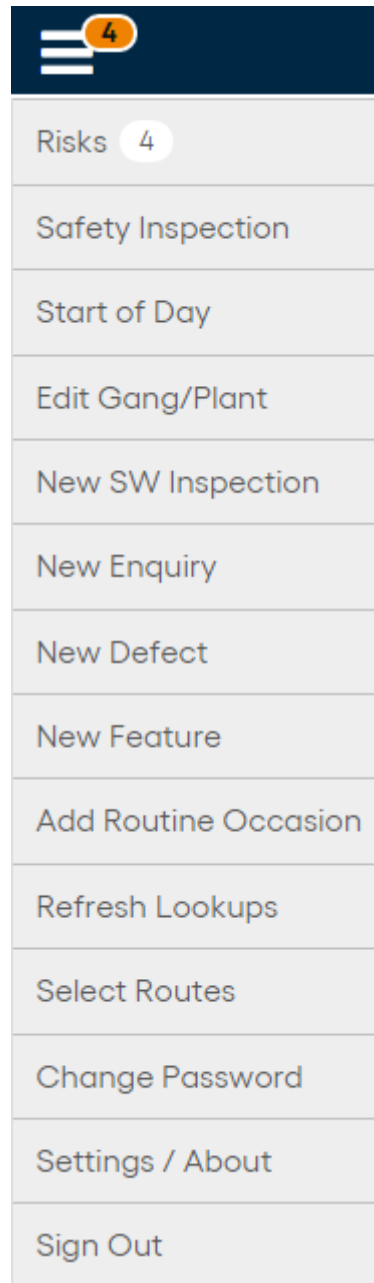 4
Risks 4
Safety Inspection
Start of Day
Edit Gang/Plant
New SW Inspection
New Enquiry
New Defect
New Feature
Add Routine Occasion
Refresh Lookups
Select Routes
Change Password
Settings / About
Sign Out